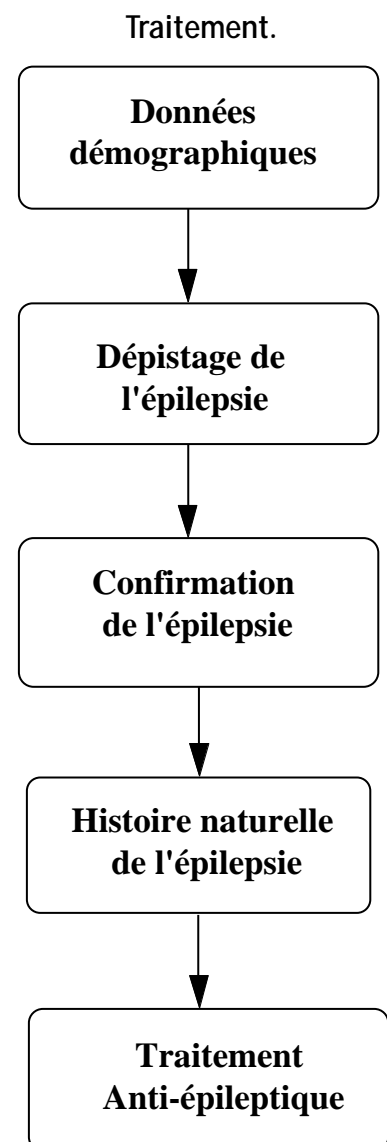 Traitement.
Données
démographiques
Dépistage de
l'épilepsie
Confirmation
de l'épilepsie
Histoire naturelle
de l'épilepsie
Traitement
Anti-épileptique